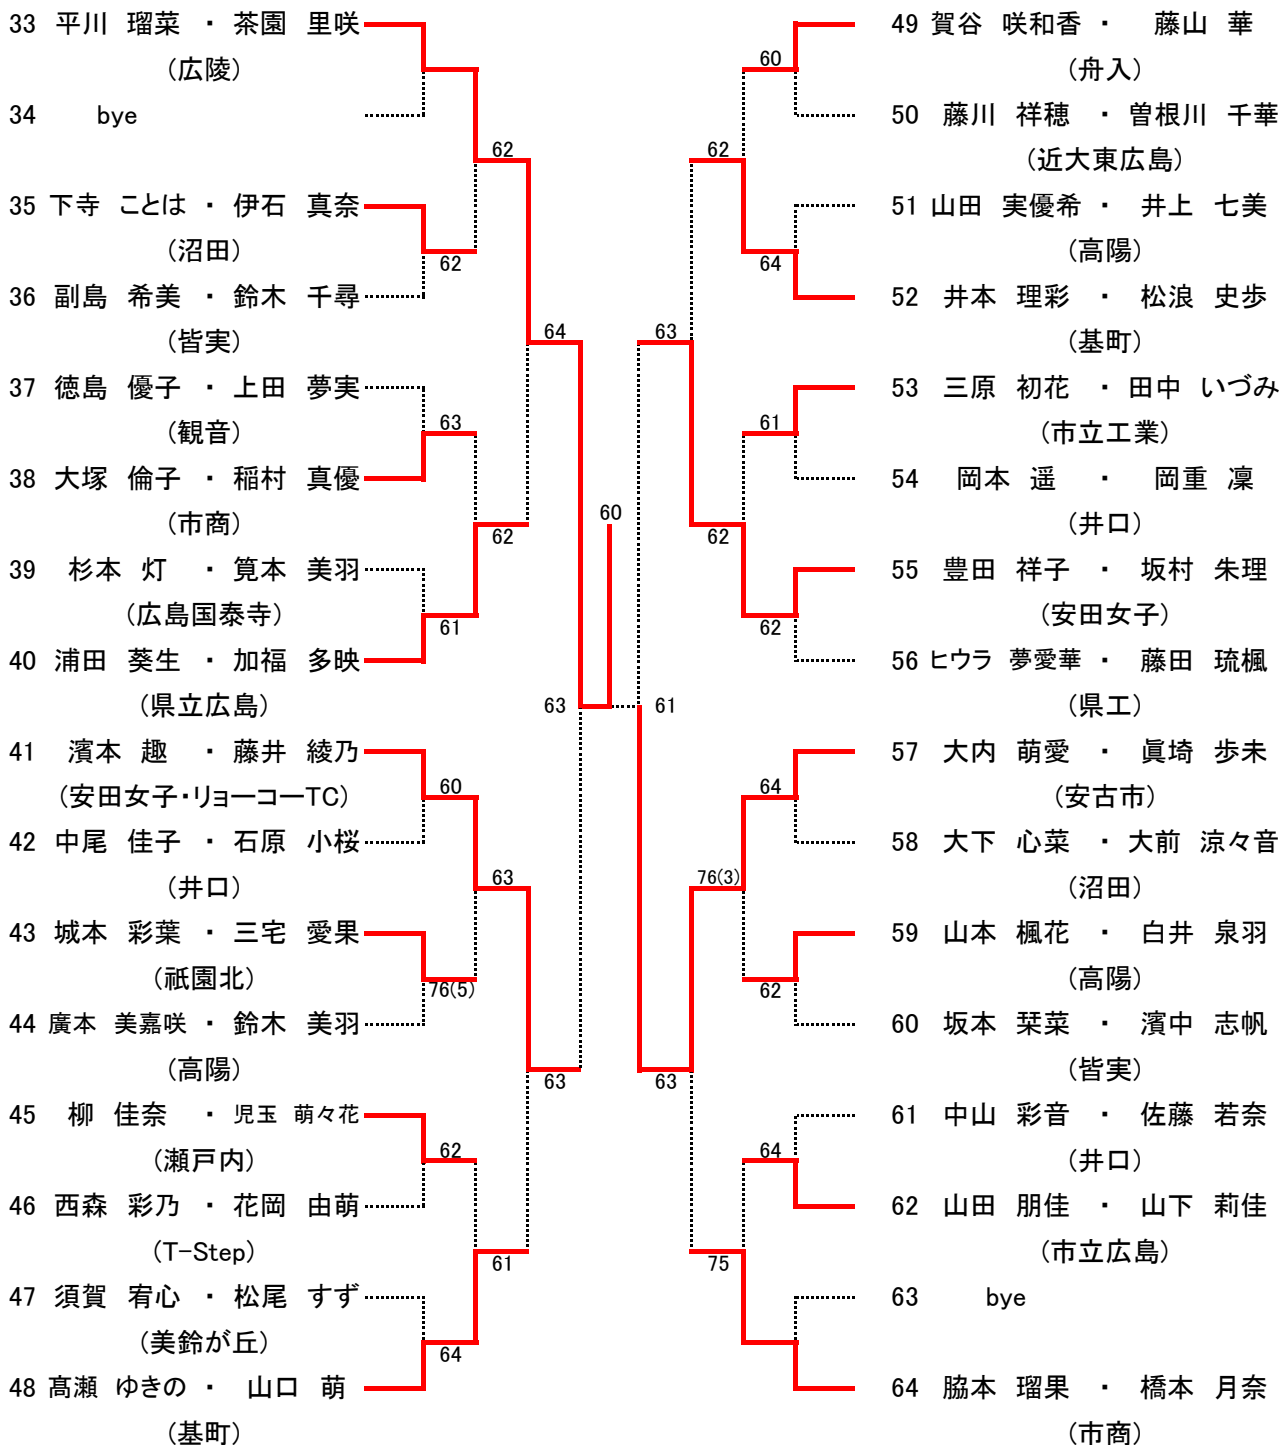 33 平川 瑠菜 ・ 茶園 里咲
(広陵)
34 bye
62
35 下寺 ことは ・ 伊石 真奈
(沼田)
62
36 副島 希美 ・ 鈴木 千尋
(皆実)
64
37 徳島 優子 ・ 上田 夢実
(観音)
63
38 大塚 倫子 ・ 稲村 真優
(市商)
62
39 杉本 灯 ・ 筧本 美羽
(広島国泰寺)
61
40 浦田 葵生 ・ 加福 多映
(県立広島)
63
41 濱本 趣 ・ 藤井 綾乃
(安田女子・リョーコーTC)
60
42 中尾 佳子 ・ 石原 小桜
(井口)
63
43 城本 彩葉 ・ 三宅 愛果
(祇園北)
76(5)
44 廣本 美嘉咲 ・ 鈴木 美羽
(高陽)
63
45 柳 佳奈 ・ 児玉 萌々花
(瀬戸内)
62
46 西森 彩乃 ・ 花岡 由萌
(T-Step)
61
47 須賀 宥心 ・ 松尾 すず
(美鈴が丘)
64
48 髙瀬 ゆきの ・ 山口 萌
(基町)
60
49 賀谷 咲和香 ・ 藤山 華
60
(舟入)
50 藤川 祥穂 ・ 曽根川 千華
62
(近大東広島)
51 山田 実優希 ・ 井上 七美
(高陽)
64
52 井本 理彩 ・ 松浪 史歩
63
(基町)
53 三原 初花 ・ 田中 いづみ
61
(市立工業)
54 岡本 遥 ・ 岡重 凜
(井口)
62
55 豊田 祥子 ・ 坂村 朱理
(安田女子)
62
56 ヒウラ 夢愛華 ・ 藤田 琉楓
(県工)
61
57 大内 萌愛 ・ 眞埼 歩未
64
(安古市)
58 大下 心菜 ・ 大前 涼々音
76(3)
(沼田)
59 山本 楓花 ・ 白井 泉羽
(高陽)
62
60 坂本 栞菜 ・ 濱中 志帆
(皆実)
63
61 中山 彩音 ・ 佐藤 若奈
64
(井口)
62 山田 朋佳 ・ 山下 莉佳
(市立広島)
75
63 bye
64 脇本 瑠果 ・ 橋本 月奈
(市商)